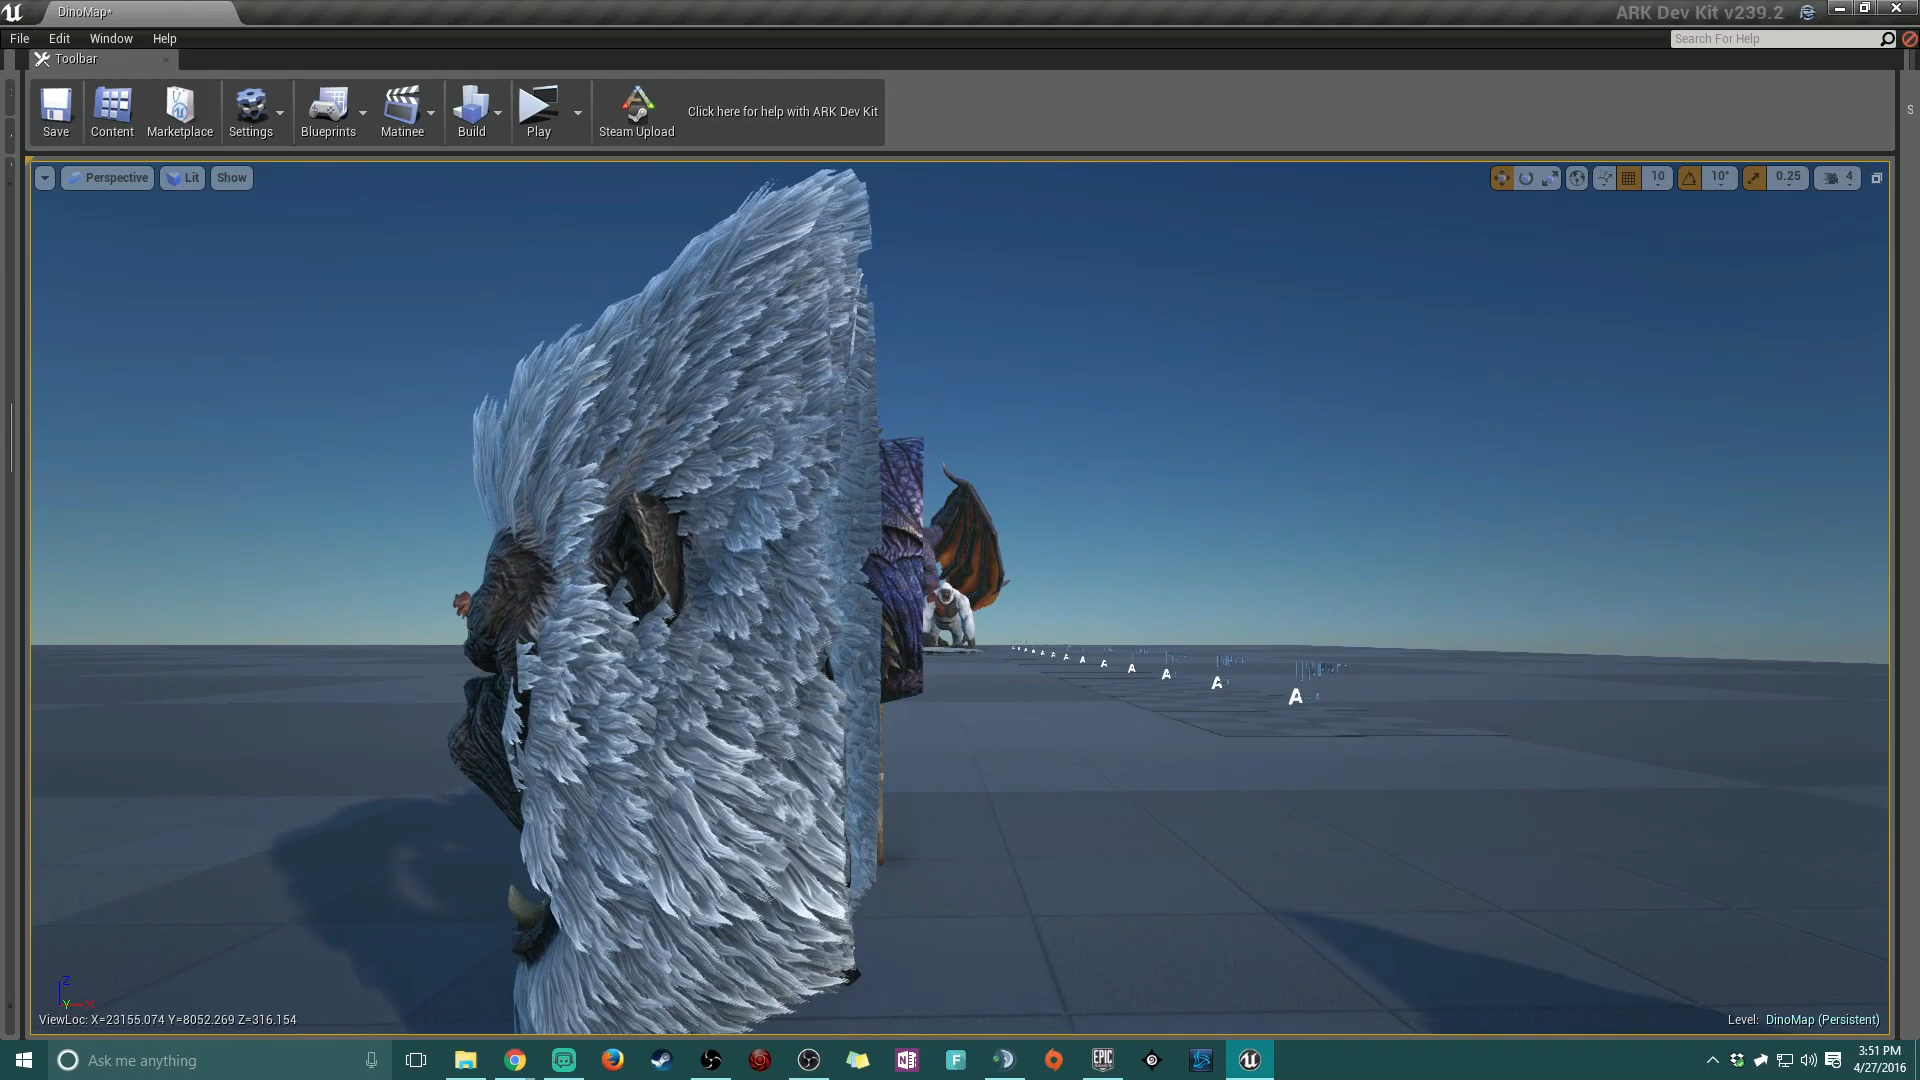 DinoMap*
ARK Dev Kit v239.2
File Edit Window Help
Search For Help
Toolbar
Save Content Marketplace Settings Blueprints Matinee Build Play Steam Upload Click here for help with ARK Dev Kit
S
Perspective Lit Show
10 10° 0.25 4
A A A A A A A
Z
Y X
ViewLoc: X=23155.074 Y=8052.269 Z=316.154
Level: DinoMap (Persistent)
Ask me anything
N
F
EPIC
GAMES
3:51 PM
4/27/2016